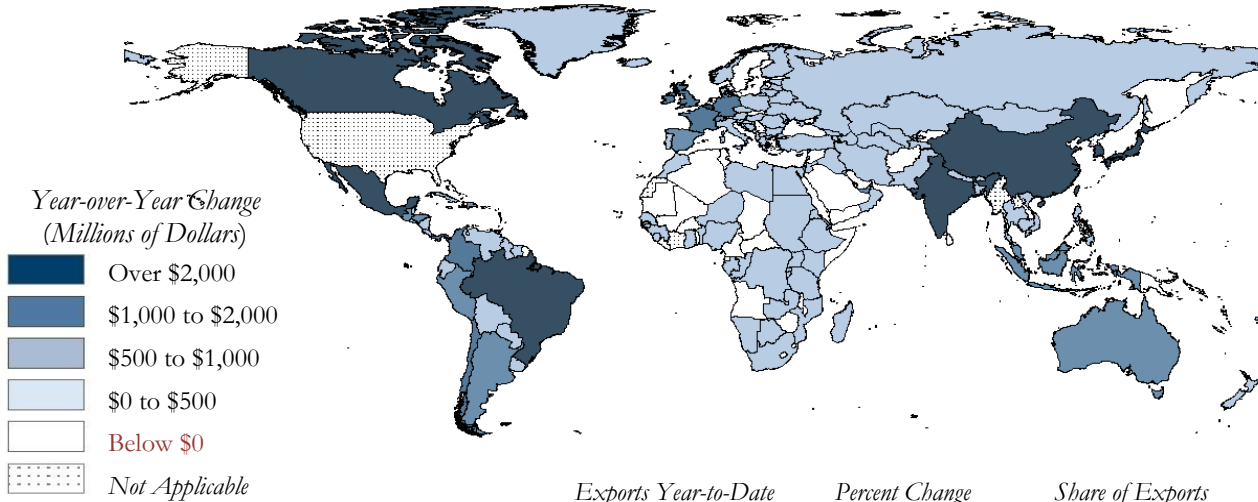 Year-over-Year Change
(Millions of Dollars)
Over $2,000
$1,000 to $2,000
$500 to $1,000
$0 to $500
Below $0
Not Applicable
Exports Year-to-Date Percent Change Share of Exports